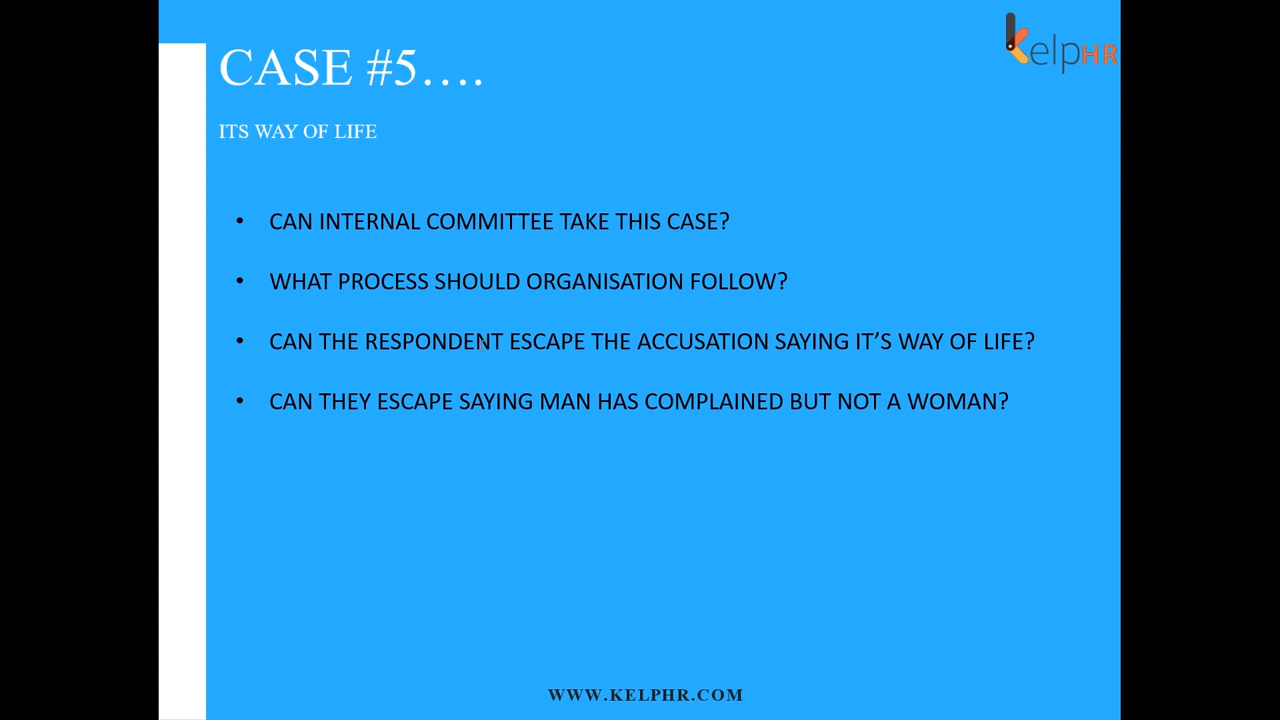 CASE #5....
kelpHR
ITS WAY OF LIFE
• CAN INTERNAL COMMITTEE TAKE THIS CASE?
• WHAT PROCESS SHOULD ORGANISATION FOLLOW?
• CAN THE RESPONDENT ESCAPE THE ACCUSATION SAYING IT’S WAY OF LIFE?
• CAN THEY ESCAPE SAYING MAN HAS COMPLAINED BUT NOT A WOMAN?
WWW.KELPHR.COM